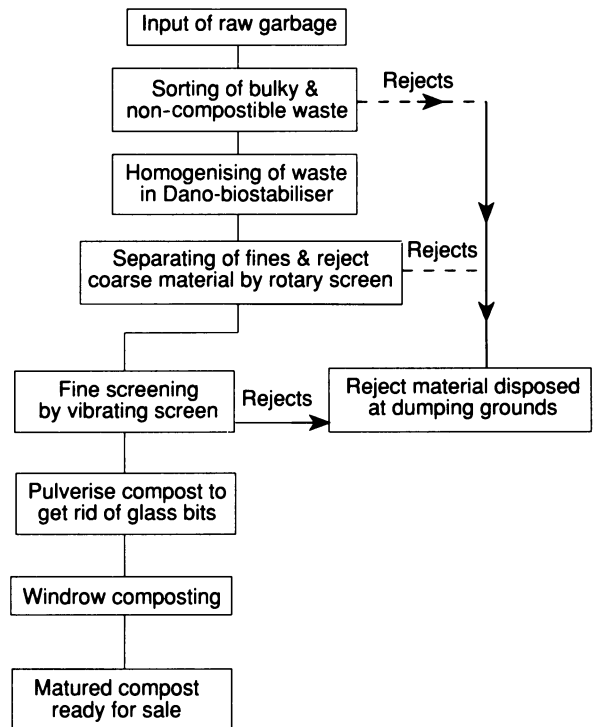 Input of raw garbage
Sorting of bulky &
non-compostible waste
Rejects
Homogenising of waste
in Dano-biostabiliser
Separating of fines & reject
coarse material by rotary screen
Rejects
Fine screening
by vibrating screen
Rejects
Reject material disposed
at dumping grounds
Pulverise compost to
get rid of glass bits
Windrow composting
Matured compost
ready for sale